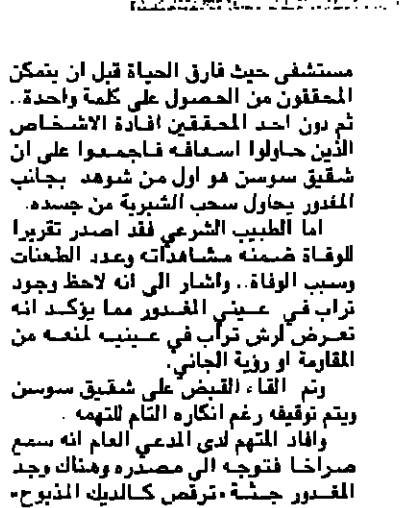 مستشفى حيث فارق الحياة قبل ان يتمكن
المحققون من الحصول على كلمة واحدة..
ثم دون احد المحققين افادة الاشخاص
الذين حاولوا اسعافه فاجمعوا على ان
شقيق سوسن هو اول من شوهد بجانب
المغدور يحاول سحب الشبرية من جسده.
اما الطبيب الشرعي فقد اصدر تقريرا
للوفاة ضمنه مشاهداته وعدد الطعنات
وسبب الوفاة.. واشار الى انه لاحظ وجود
تراب في عيني المغدور مما يؤكد انه
تعرض لرش تراب في عينيه لمنعه من
المقاومة او رؤية الجاني.
وتم القاء القبض على شقيق سوسن
ويتم توقيفه رغم انكاره التام للتهمه .
وافاد المتهم لدى المدعي العام انه سمع
صراخا فتوجه الى مصدره وهناك وجد
المغدور جثة «ترقص كالديك المذبوح»